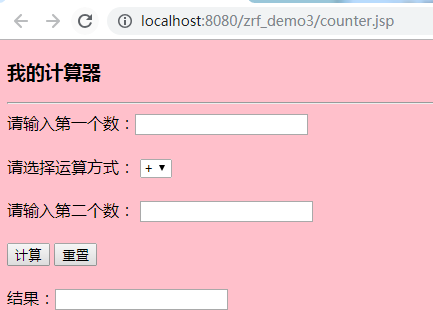 localhost:8080/zrf_demo3/counter.jsp
我的计算器
请输入第一个数：
请选择运算方式： +
请输入第二个数：
计算 重置
结果：